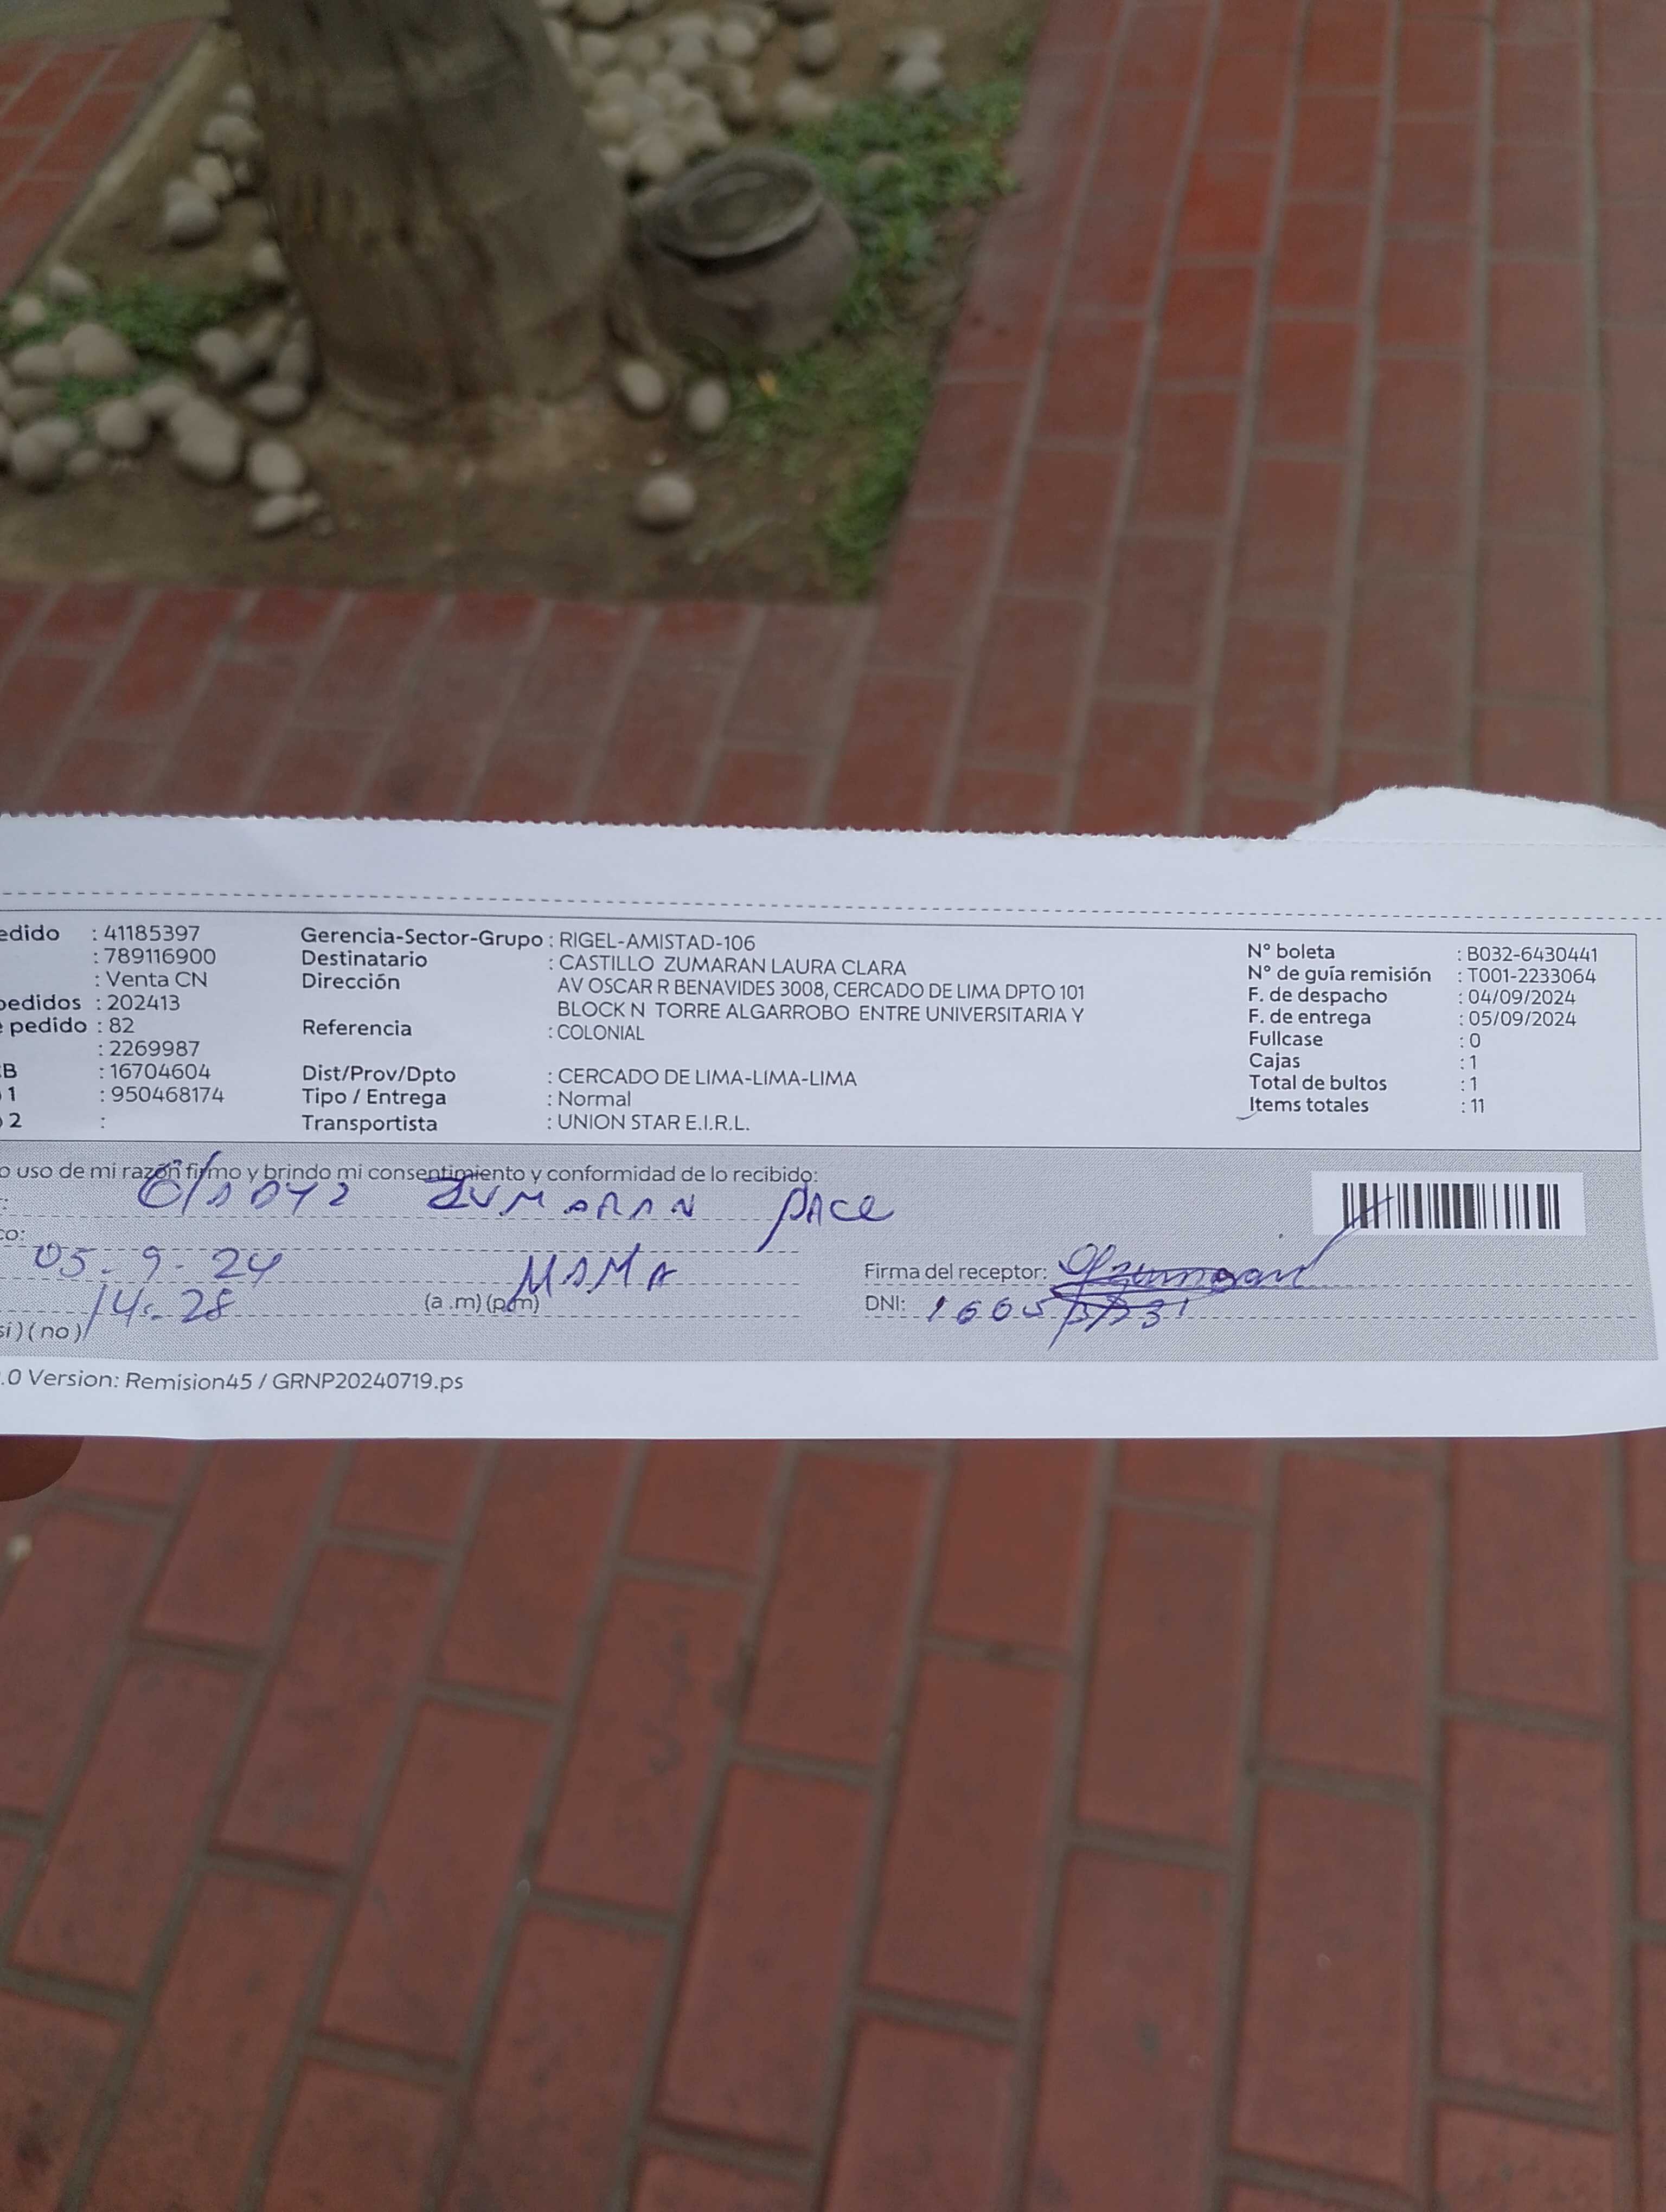 edido : 41185397
: 789116900
: Venta CN
pedidos : 202413
e pedido : 82
: 2269987
B : 16704604
1 : 950468174
2 :
Gerencia-Sector-Grupo : RIGEL-AMISTAD-106
Destinatario : CASTILLO ZUMARAN LAURA CLARA
Dirección AV OSCAR R BENAVIDES 3008, CERCADO DE LIMA DPTO 101
BLOCK N TORRE ALGARROBO ENTRE UNIVERSITARIA Y
Referencia : COLONIAL
Dist/Prov/Dpto : CERCADO DE LIMA-LIMA-LIMA
Tipo / Entrega : Normal
Transportista : UNION STAR E.I.R.L.
N° boleta : B032-6430441
N° de guía remisión : T001-2233064
F. de despacho : 04/09/2024
F. de entrega : 05/09/2024
Fullcase : 0
Cajas : 1
Total de bultos : 1
Items totales : 11
o uso de mi razón firmo y brindo mi consentimiento y conformidad de lo recibido:
ZUMARAN
co:
05-9-24 MAMA
14:28 (a.m) (p.m)
si) (no)
Firma del receptor:
DNI:
.0 Version: Remision45 / GRNP20240719.ps